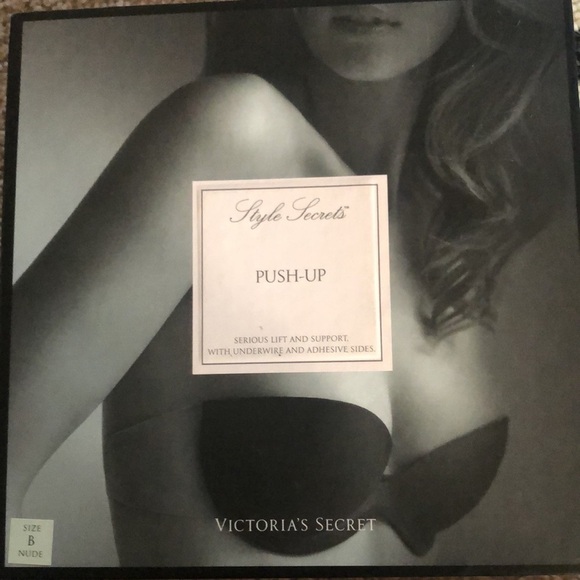 Style Secrets™
PUSH-UP
SERIOUS LIFT AND SUPPORT.
WITH UNDERWIRE AND ADHESIVE SIDES.
VICTORIA'S SECRET
SIZE
B
NUDE